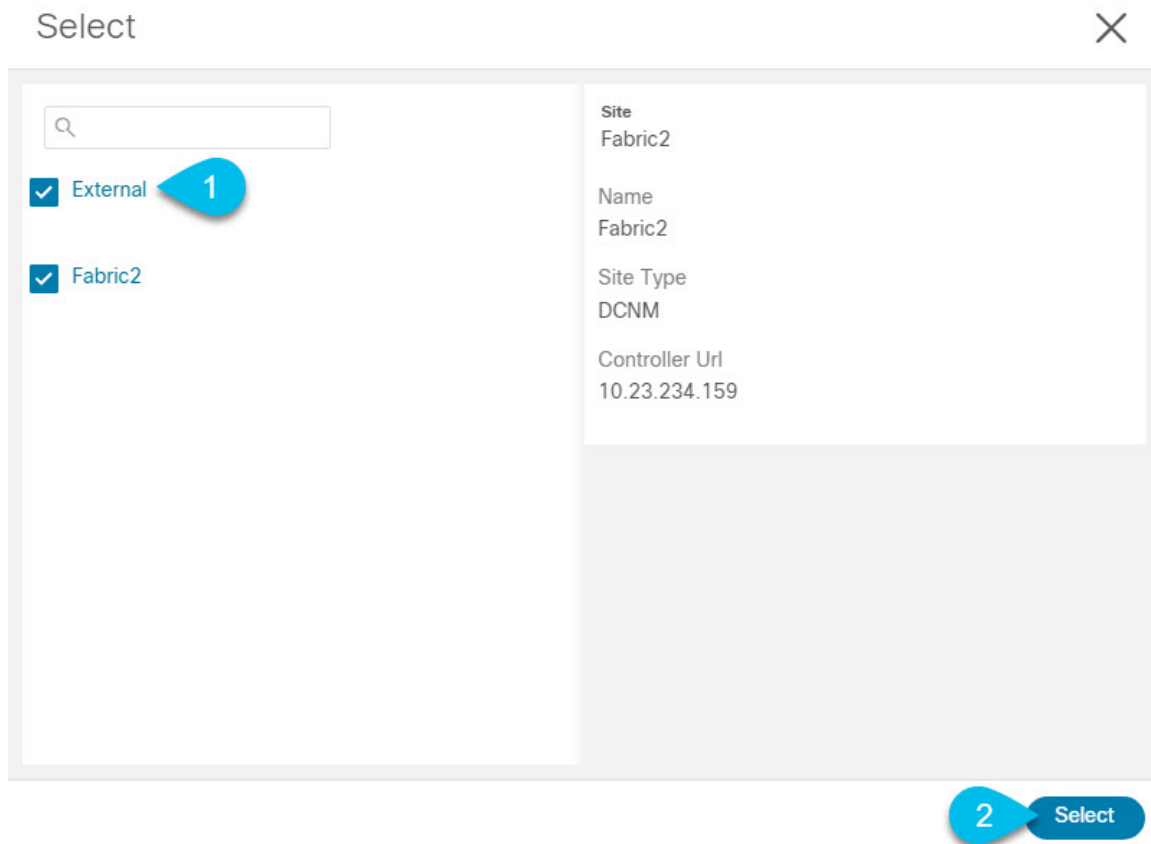 Select
External
1
Fabric2
Site
Fabric2
Name
Fabric2
Site Type
DCNM
Controller Url
10.23.234.159
2
Select